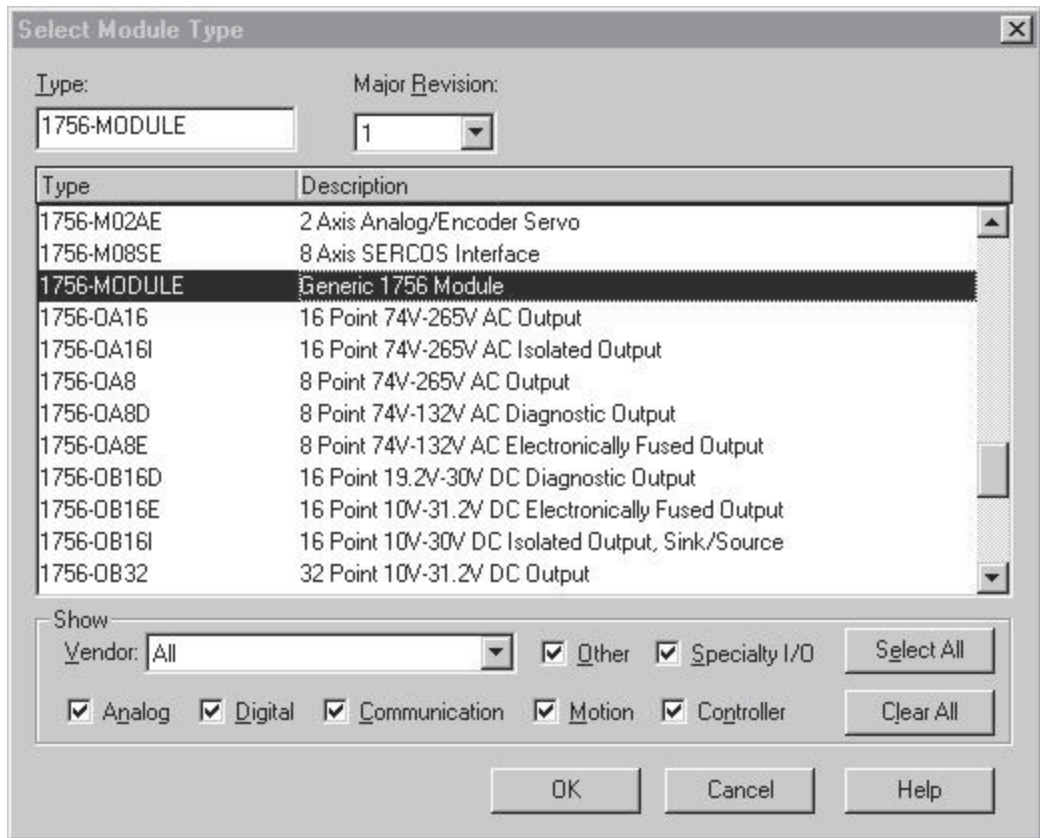 Select Module Type
Type: Major Revision:
1756-MODULE 1
Type Description
1756-M02AE 2 Axis Analog/Encoder Servo
1756-M08SE 8 Axis SERCOS Interface
1756-MODULE Generic 1756 Module
1756-OA16 16 Point 74V-265V AC Output
1756-OA16I 16 Point 74V-265V AC Isolated Output
1756-OA8 8 Point 74V-265V AC Output
1756-OA8D 8 Point 74V-132V AC Diagnostic Output
1756-OA8E 8 Point 74V-132V AC Electronically Fused Output
1756-OB16D 16 Point 19.2V-30V DC Diagnostic Output
1756-OB16E 16 Point 10V-31.2V DC Electronically Fused Output
1756-OB16I 16 Point 10V-30V DC Isolated Output, Sink/Source
1756-OB32 32 Point 10V-31.2V DC Output
Show
Vendor: All Other Specialty I/O Select All
Analog Digital Communication Motion Controller Clear All
OK Cancel Help